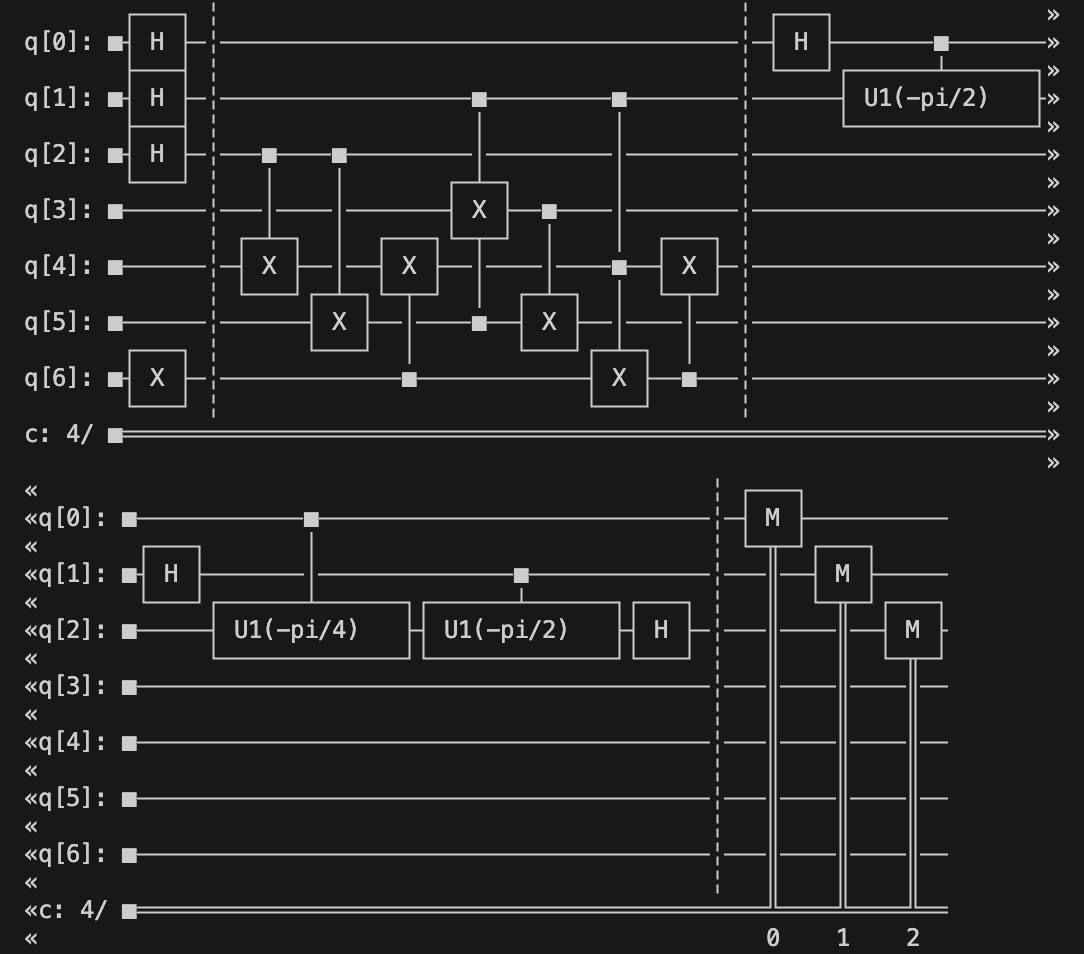 »
q[0]: ■ H H ■ »
»
q[1]: ■ H ■ ■ U1(-pi/2) »
»
q[2]: ■ H ■ ■ »
»
q[3]: ■ X ■ »
»
q[4]: ■ X X ■ X »
»
q[5]: ■ X ■ X »
»
q[6]: ■ X ■ X ■ »
»
c: 4/ ■ »
»
«
«q[0]: ■ ■ M
«
«q[1]: ■ H ■ M
«
«q[2]: ■ U1(-pi/4) U1(-pi/2) H M
«
«q[3]: ■
«
«q[4]: ■
«
«q[5]: ■
«
«q[6]: ■
«
«c: 4/ ■
« 0 1 2